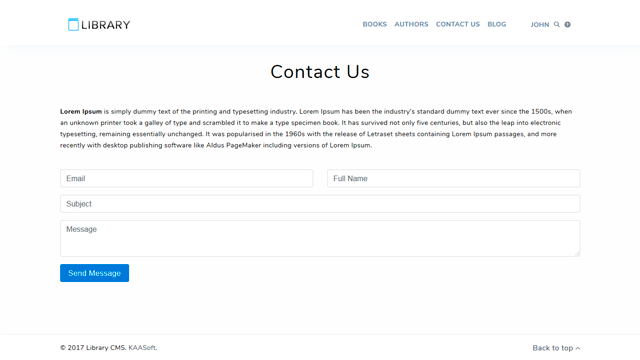 LIBRARY
BOOKS AUTHORS CONTACT US BLOG JOHN
Contact Us
Lorem Ipsum is simply dummy text of the printing and typesetting industry. Lorem Ipsum has been the industry's standard dummy text ever since the 1500s, when
an unknown printer took a galley of type and scrambled it to make a type specimen book. It has survived not only five centuries, but also the leap into electronic
typesetting, remaining essentially unchanged. It was popularised in the 1960s with the release of Letraset sheets containing Lorem Ipsum passages, and more
recently with desktop publishing software like Aldus PageMaker including versions of Lorem Ipsum.
Email
Full Name
Subject
Message
Send Message
© 2017 Library CMS. KAASoft.
Back to top